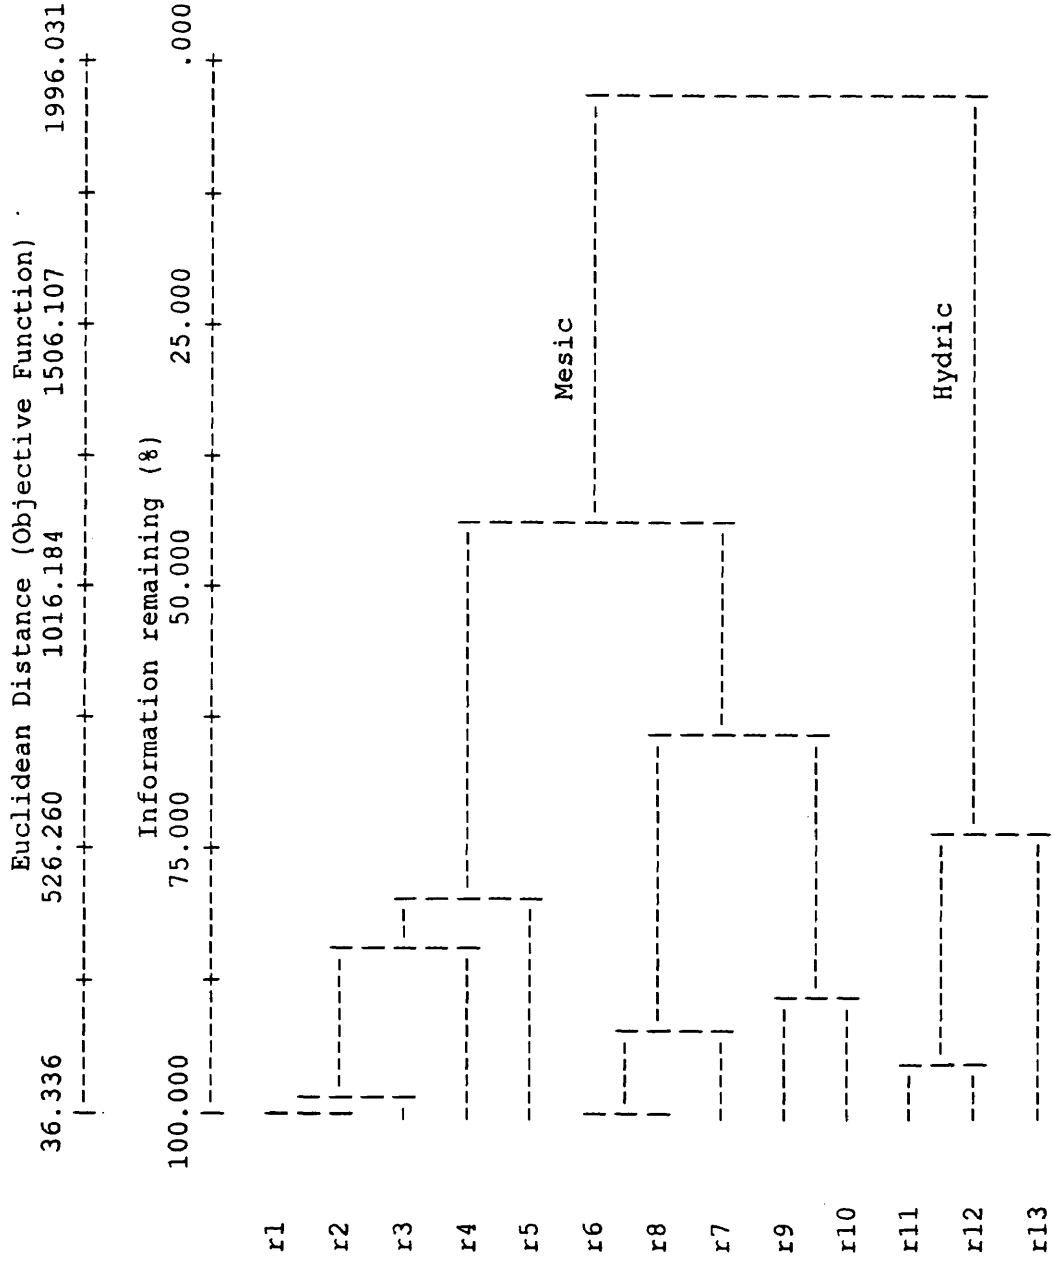 Euclidean Distance (Objective Function)
36.336 526.260 1016.184 1506.107 1996.031
Information remaining (%)
100.000 75.000 50.000 25.000 .000
r1
r2
r3
r4
r5
Mesic
r6
r8
r7
r9
r10
Hydric
r11
r12
r13